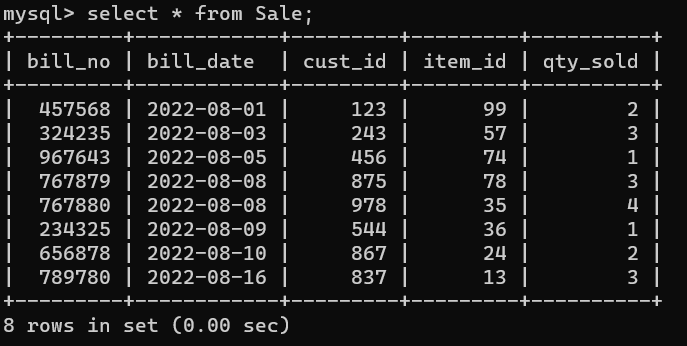 mysql> select * from Sale;
+---------+------------+---------+---------+----------+
| bill_no | bill_date  | cust_id | item_id | qty_sold |
+---------+------------+---------+---------+----------+
|  457568 | 2022-08-01 |     123 |      99 |        2 |
|  324235 | 2022-08-03 |     243 |      57 |        3 |
|  967643 | 2022-08-05 |     456 |      74 |        1 |
|  767879 | 2022-08-08 |     875 |      78 |        3 |
|  767880 | 2022-08-08 |     978 |      35 |        4 |
|  234325 | 2022-08-09 |     544 |      36 |        1 |
|  656878 | 2022-08-10 |     867 |      24 |        2 |
|  789780 | 2022-08-16 |     837 |      13 |        3 |
+---------+------------+---------+---------+----------+
8 rows in set (0.00 sec)